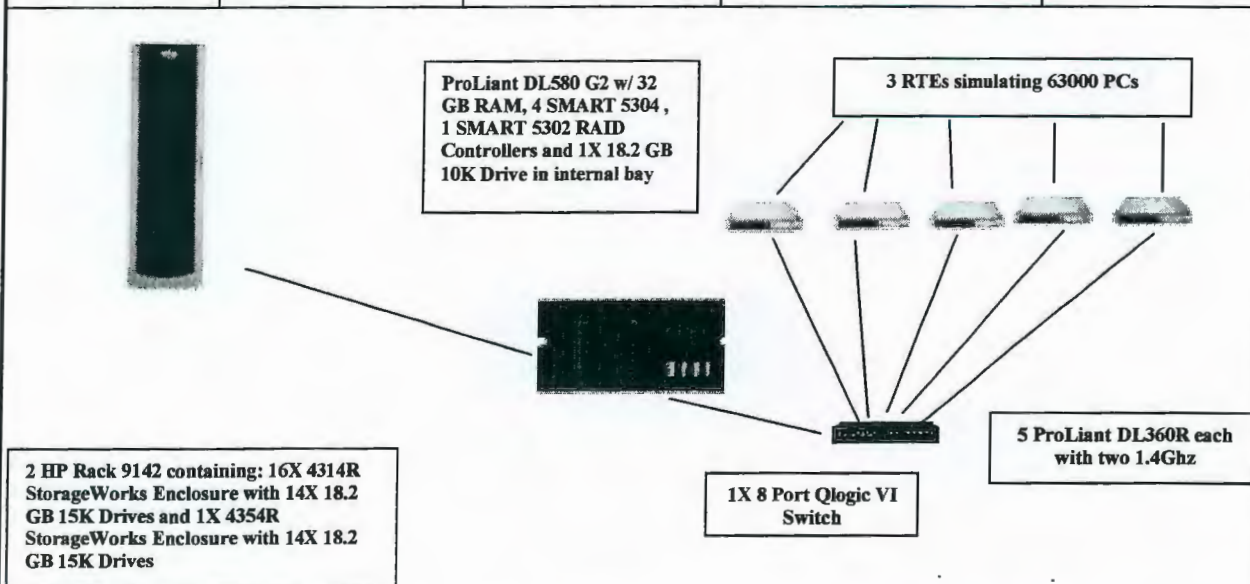 ProLiant DL580 G2 w/ 32
GB RAM, 4 SMART 5304 ,
1 SMART 5302 RAID
Controllers and 1X 18.2 GB
10K Drive in internal bay
3 RTEs simulating 63000 PCs
2 HP Rack 9142 containing: 16X 4314R
StorageWorks Enclosure with 14X 18.2
GB 15K Drives and 1X 4354R
StorageWorks Enclosure with 14X 18.2
GB 15K Drives
1X 8 Port Qlogic VI
Switch
5 ProLiant DL360R each
with two 1.4Ghz